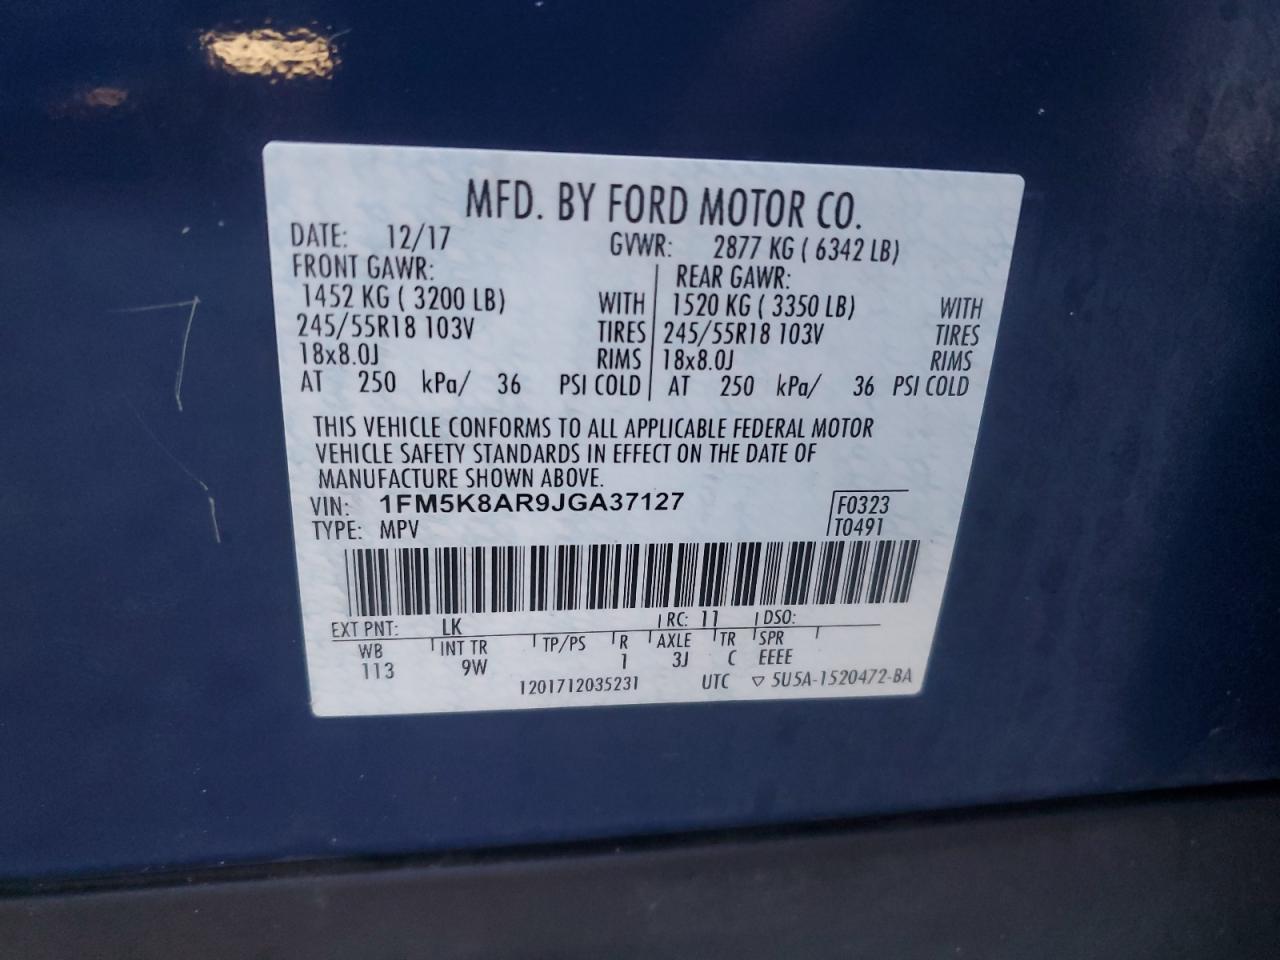 MFD. BY FORD MOTOR CO.
DATE: 12/17 GVWR: 2877 KG ( 6342 LB)
FRONT GAWR: REAR GAWR:
1452 KG ( 3200 LB) WITH 1520 KG ( 3350 LB) WITH
245/55R18 103V TIRES 245/55R18 103V TIRES
18x8.0J RIMS 18x8.0J RIMS
AT 250 kPa/ 36 PSI COLD AT 250 kPa/ 36 PSI COLD
THIS VEHICLE CONFORMS TO ALL APPLICABLE FEDERAL MOTOR
VEHICLE SAFETY STANDARDS IN EFFECT ON THE DATE OF
MANUFACTURE SHOWN ABOVE.
VIN: 1FM5K8AR9JGA37127 F0323
TYPE: MPV T0491
EXT PNT: LK RC: 11 DSO:
WB INT TR TP/PS R AXLE TR SPR
113 9W 1 3J C EEEE
1201712035231 UTC ▽ 5U5A-1520472-BA